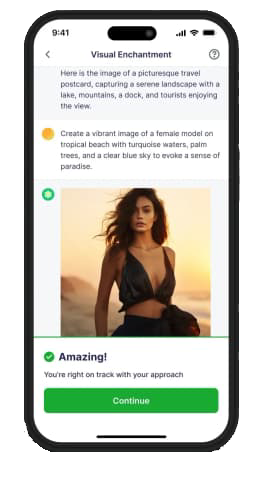 9:41
Visual Enchantment
Here is the image of a picturesque travel
postcard, capturing a serene landscape with a
lake, mountains, a dock, and tourists enjoying
the view.
Create a vibrant image of a female model on
tropical beach with turquoise waters, palm
trees, and a clear blue sky to evoke a sense of
paradise.
Amazing!
You're right on track with your approach
Continue